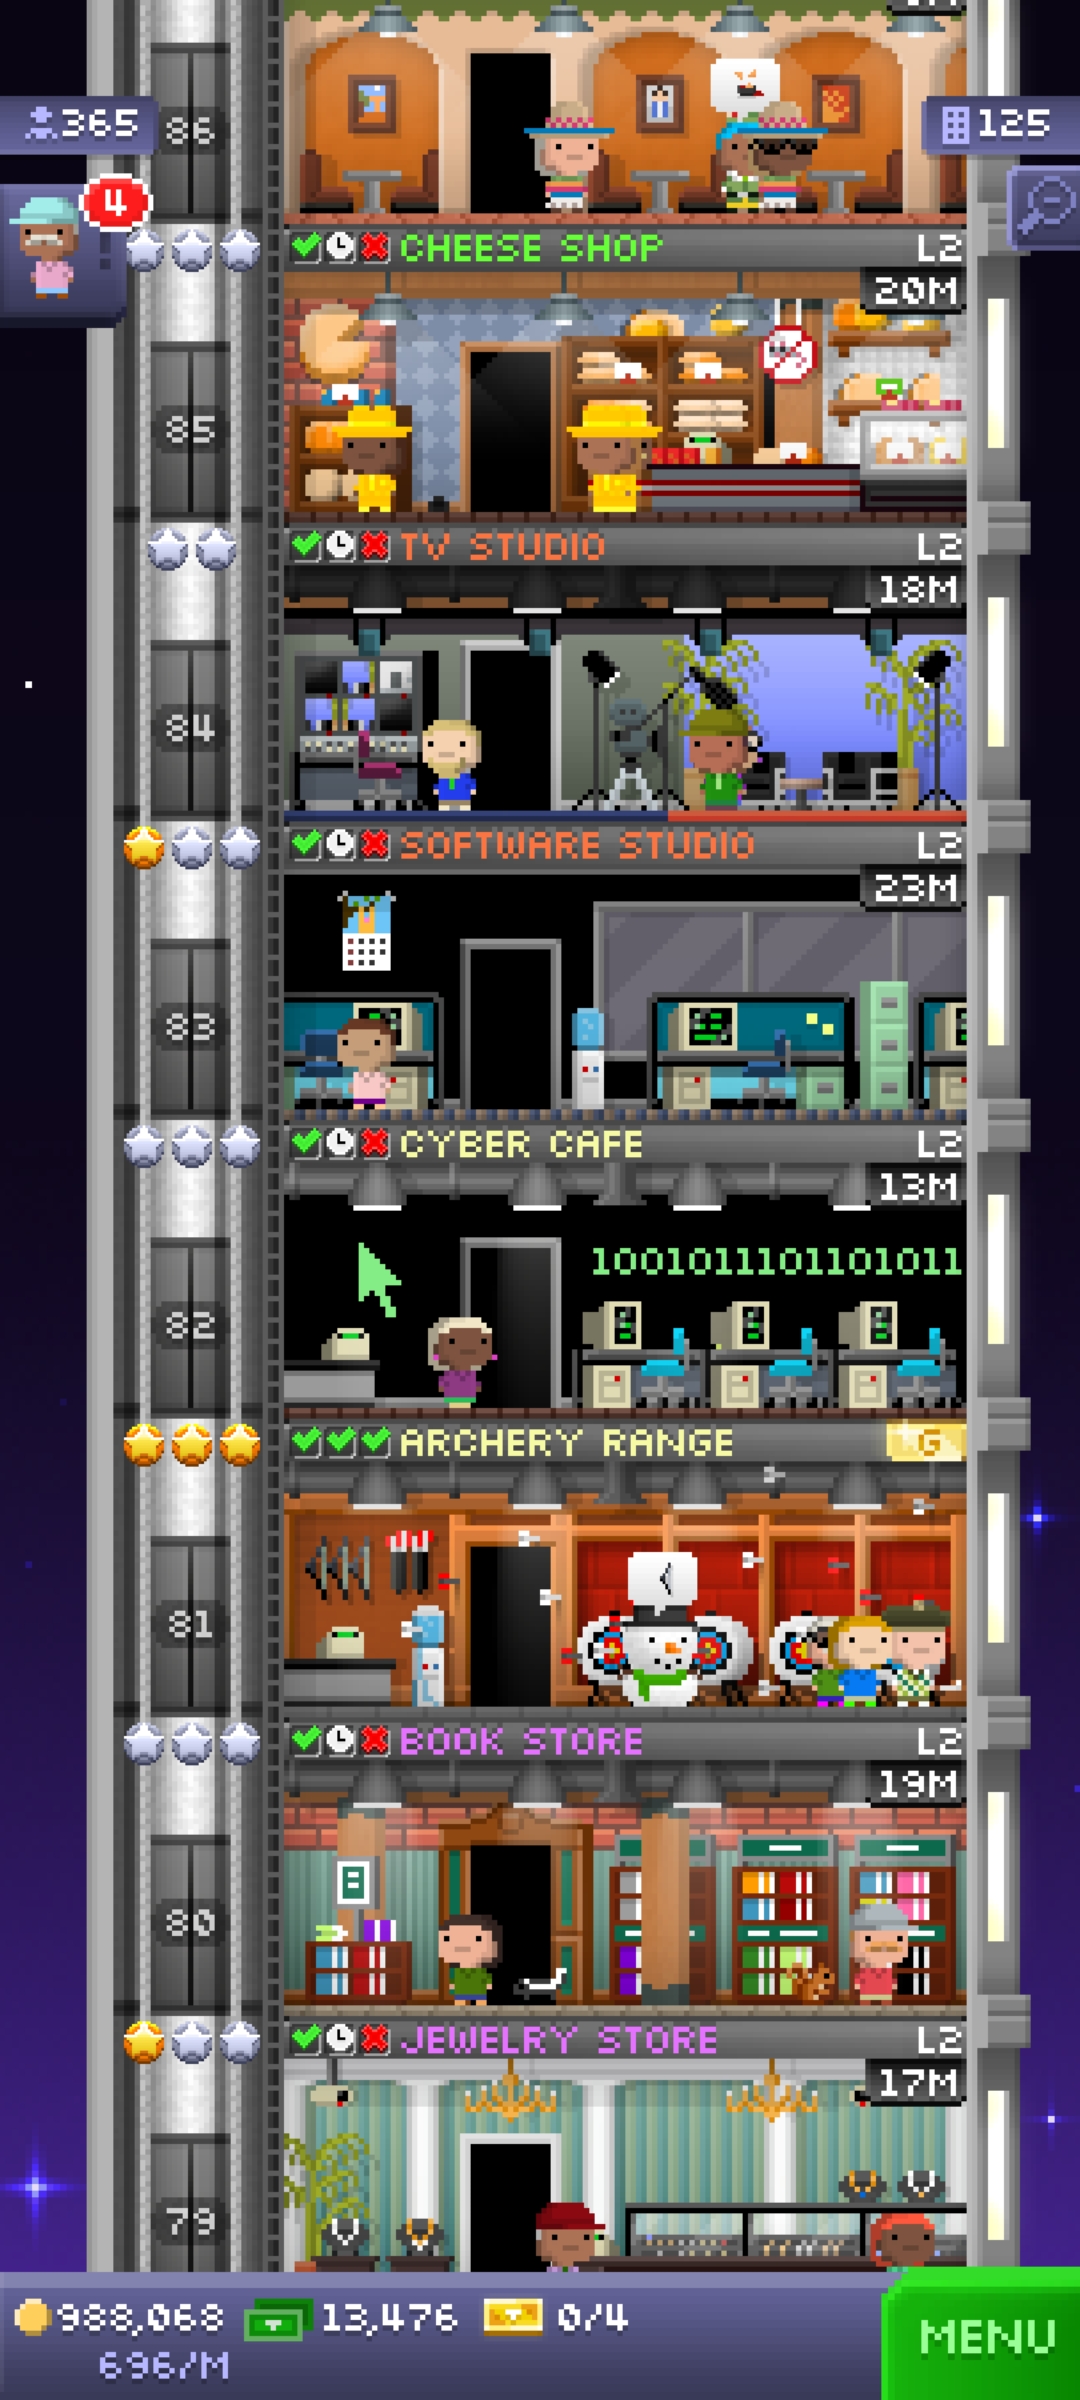 365
86
125
4
CHEESE SHOP
L2
20M
85
TV STUDIO
L2
18M
84
SOFTWARE STUDIO
L2
23M
83
CYBER CAFE
L2
13M
1001011101101011
82
ARCHERY RANGE
G
81
BOOK STORE
L2
19M
80
JEWELRY STORE
L2
17M
79
988,068
13,476
0/4
696/M
MENU